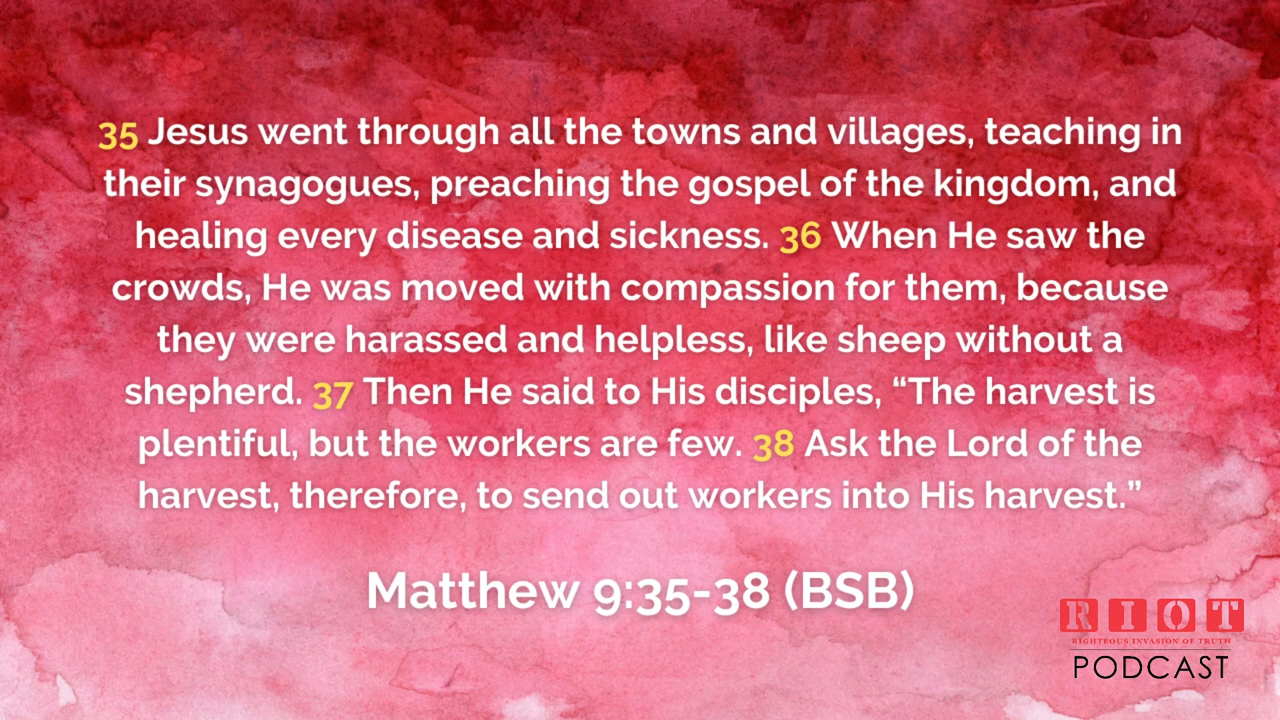 35 Jesus went through all the towns and villages, teaching in
their synagogues, preaching the gospel of the kingdom, and
healing every disease and sickness. 36 When He saw the
crowds, He was moved with compassion for them, because
they were harassed and helpless, like sheep without a
shepherd. 37 Then He said to His disciples, “The harvest is
plentiful, but the workers are few. 38 Ask the Lord of the
harvest, therefore, to send out workers into His harvest.”
Matthew 9:35-38 (BSB)
RIOT
RIGHTEOUS INVASION OF TRUTH
PODCAST